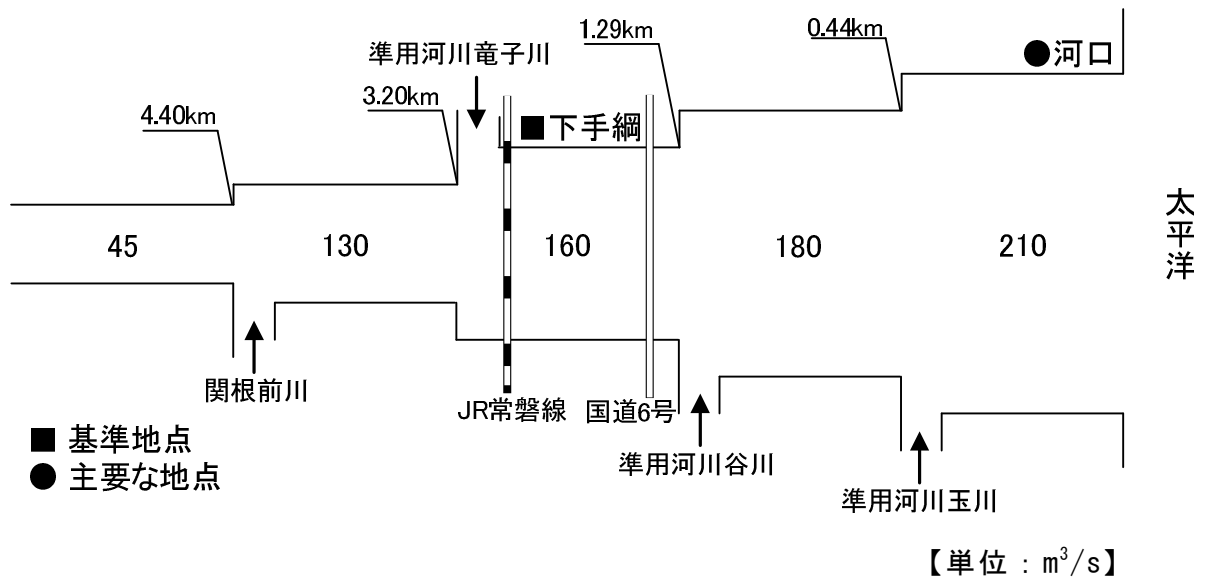 準用河川竜子川
1.29km
0.44km
●河口
4.40km
3.20km
■下手綱
45
130
160
180
210
太平洋
関根前川
JR常磐線
国道6号
■ 基準地点
● 主要な地点
準用河川谷川
準用河川玉川
【単位：m³/s】